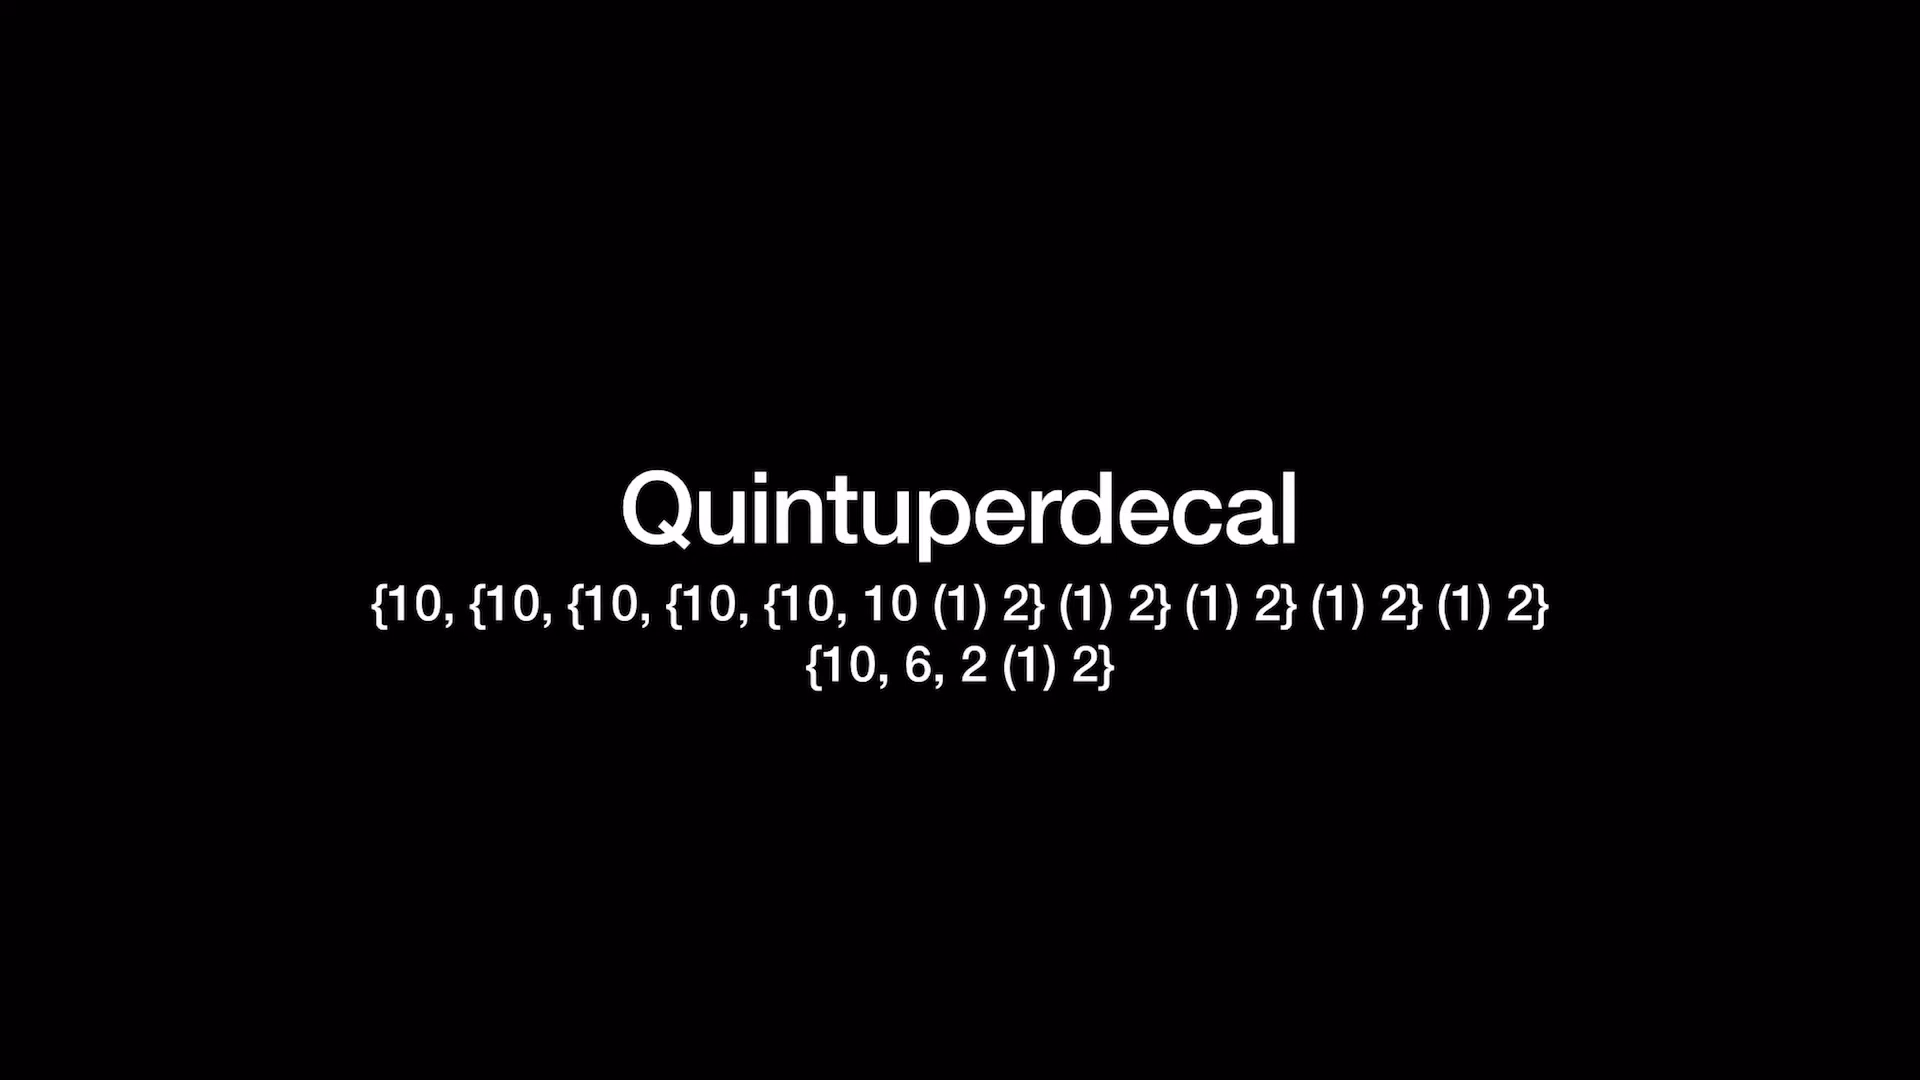 Quintuperdecal
{10, {10, {10, {10, {10, 10 (1) 2} (1) 2} (1) 2} (1) 2} (1) 2}
{10, 6, 2 (1) 2}